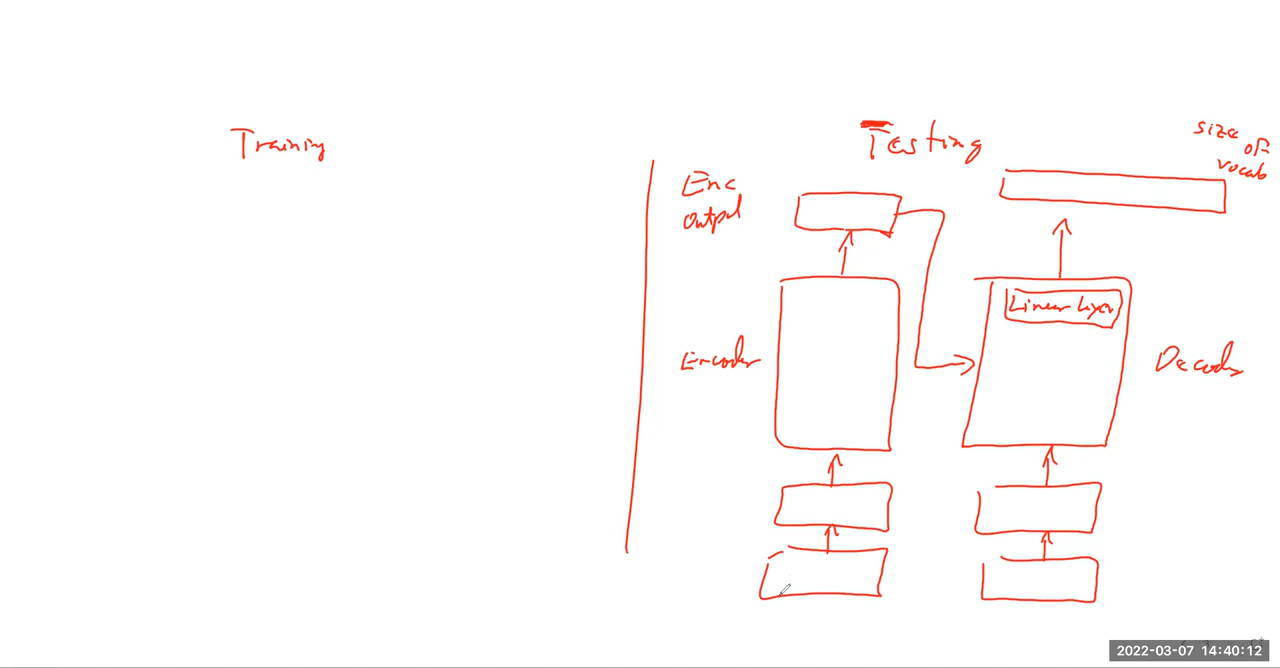 Training
Testing
size
of
vocab
Enc
output
Linear Layer
Encoder
Decoder
2022-03-07 14:40:12